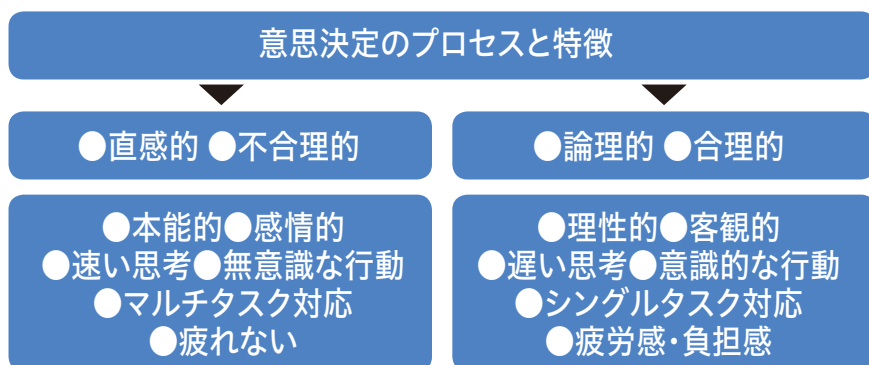 意思決定のプロセスと特徴
●直感的 ●不合理的
●論理的 ●合理的
●本能的●感情的
●速い思考●無意識な行動
●マルチタスク対応
●疲れない
●理性的●客観的
●遅い思考●意識的な行動
●シングルタスク対応
●疲労感・負担感